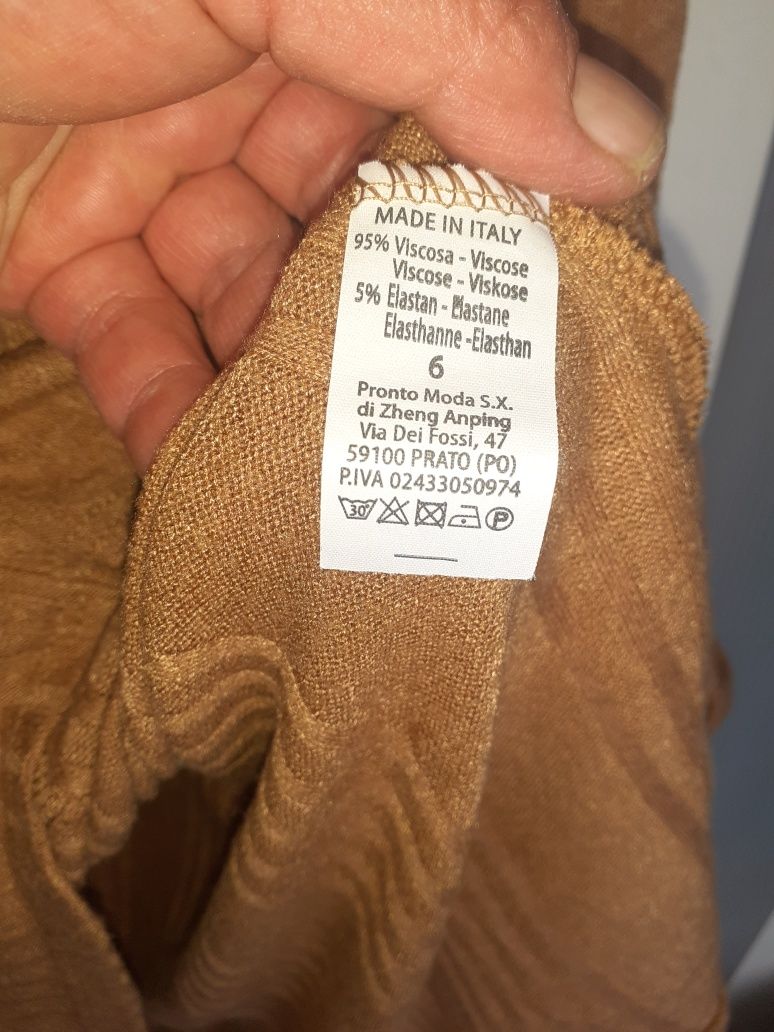 MADE IN ITALY
95% Viscosa - Viscose
Viscose - Viskose
5% Elastan - Elastane
Elasthanne -Elasthan
6
Pronto Moda S.X.
di Zheng Anping
Via Dei Fossi, 47
59100 PRATO (PO)
P.IVA 02433050974
30° P